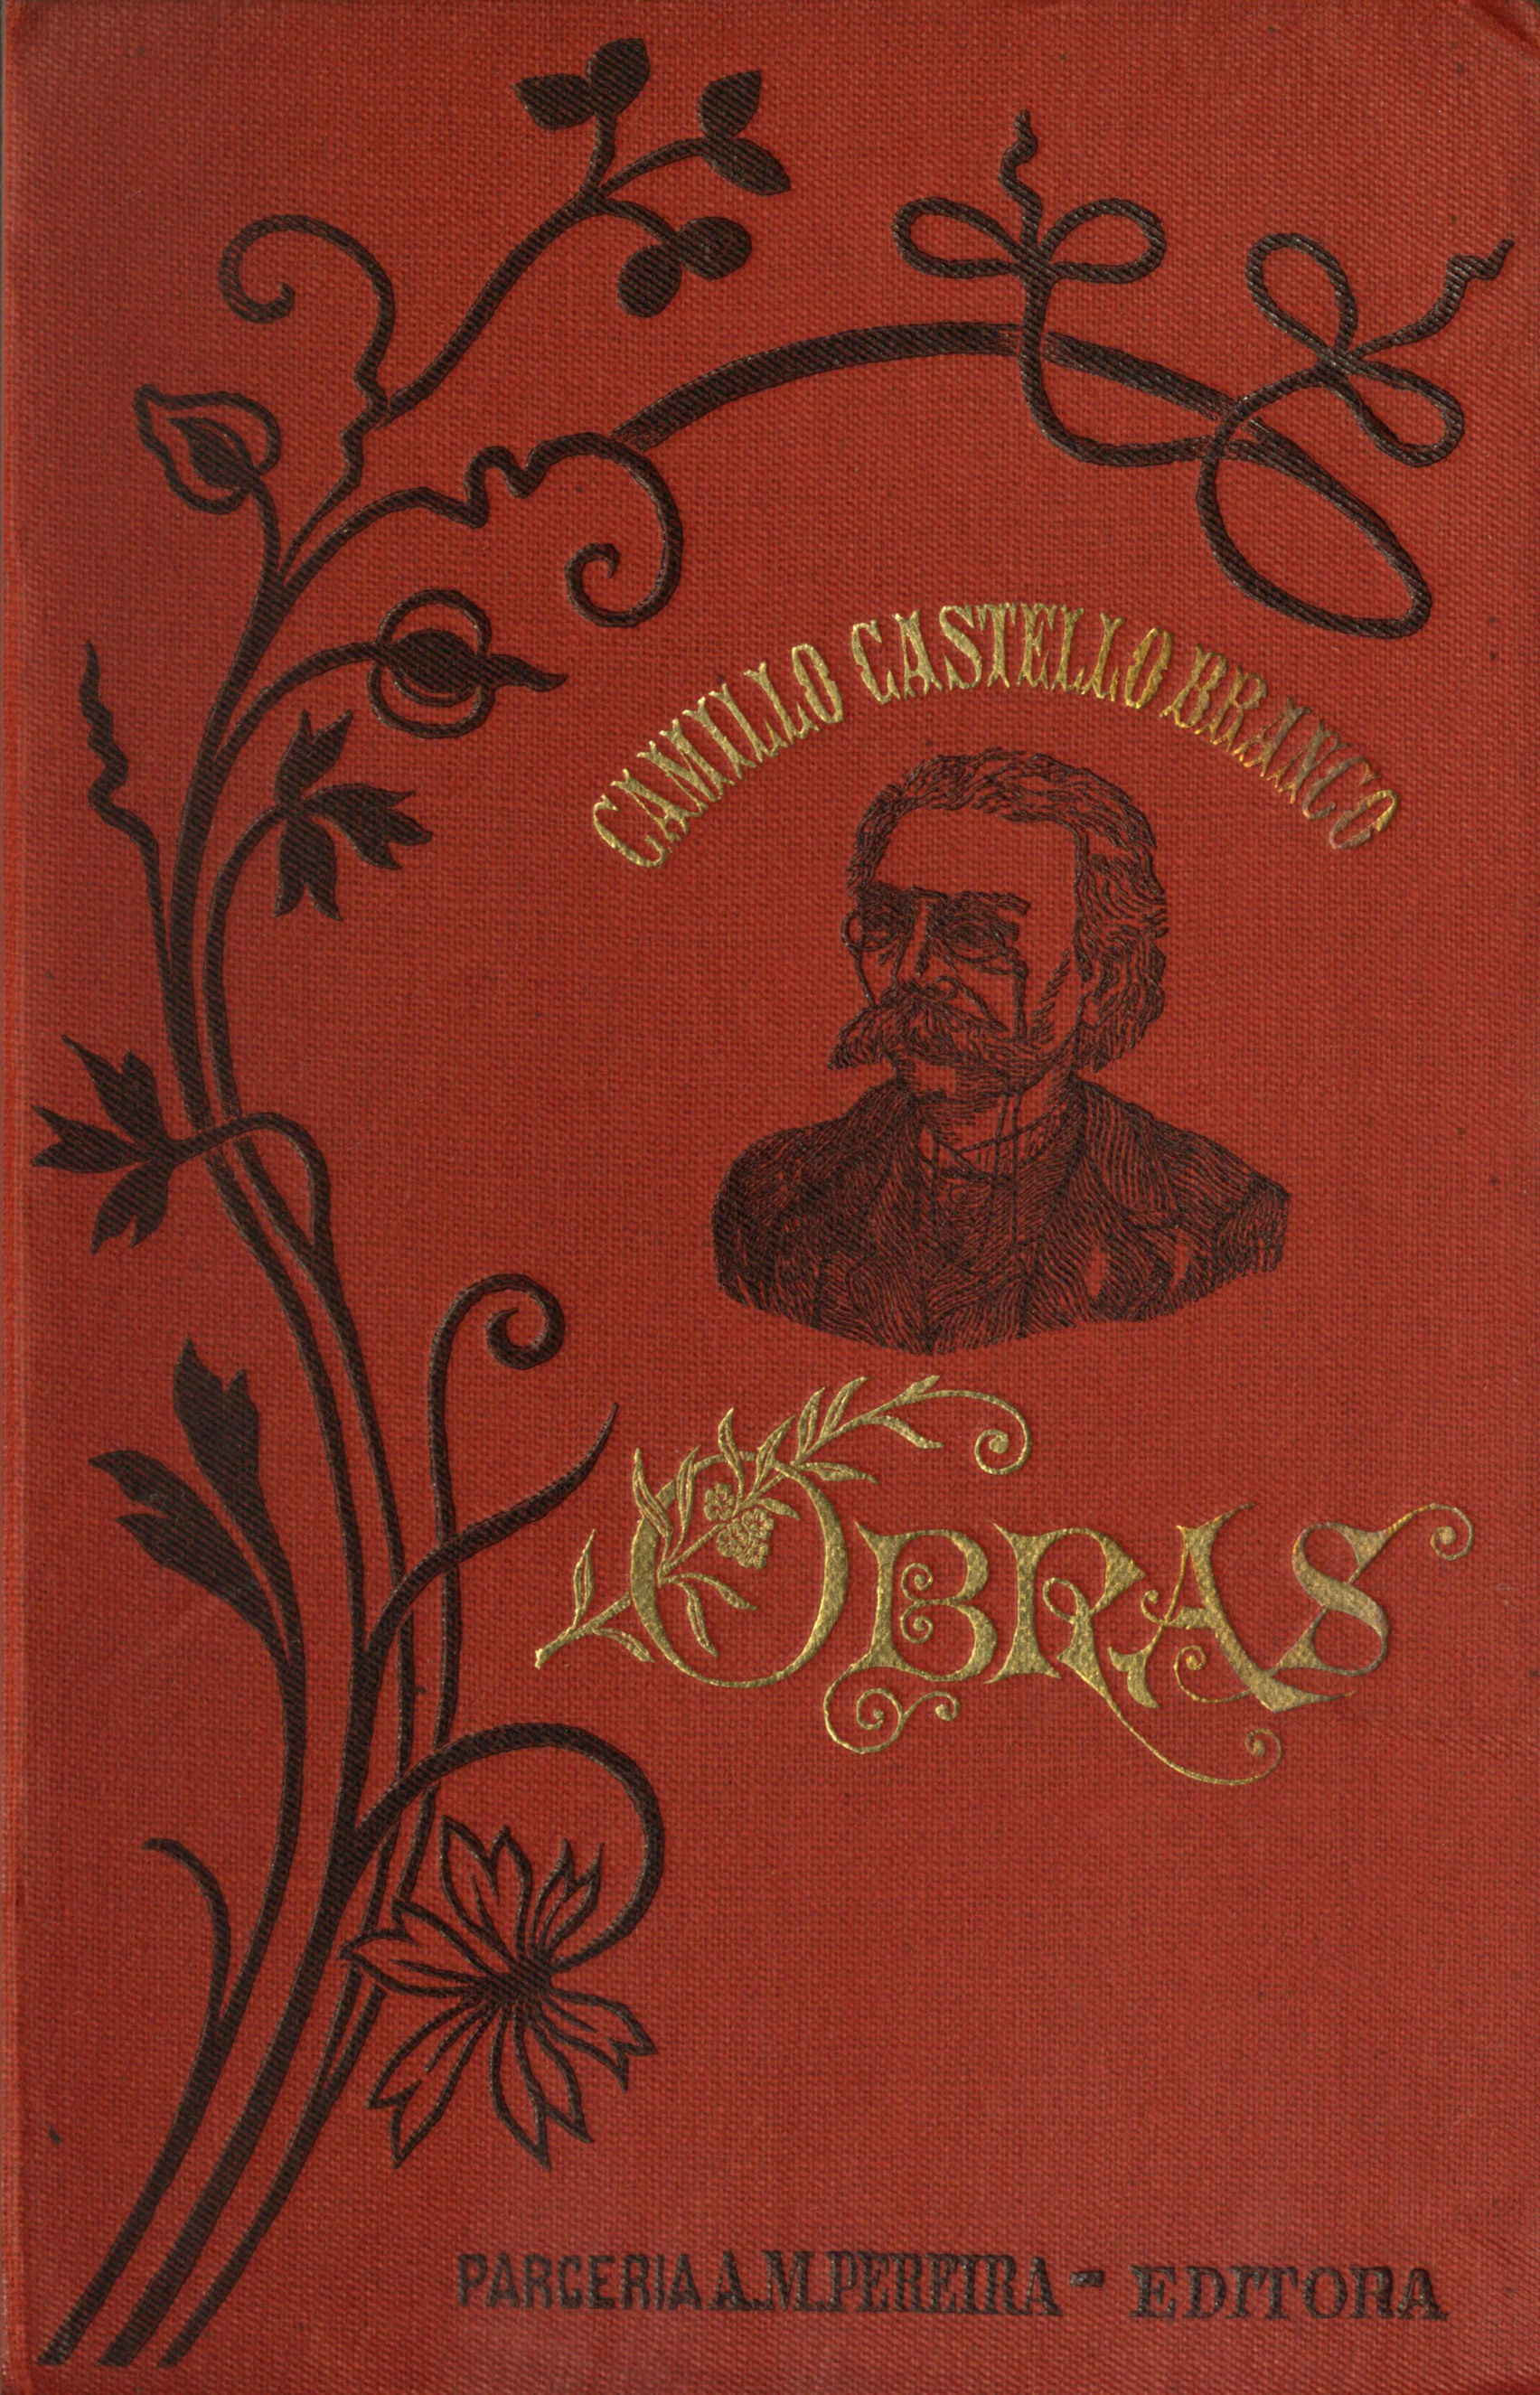 CAMILLO CASTELLO BRANCO
OBRAS
PARCERIA A. M. PEREIRA - EDITORA